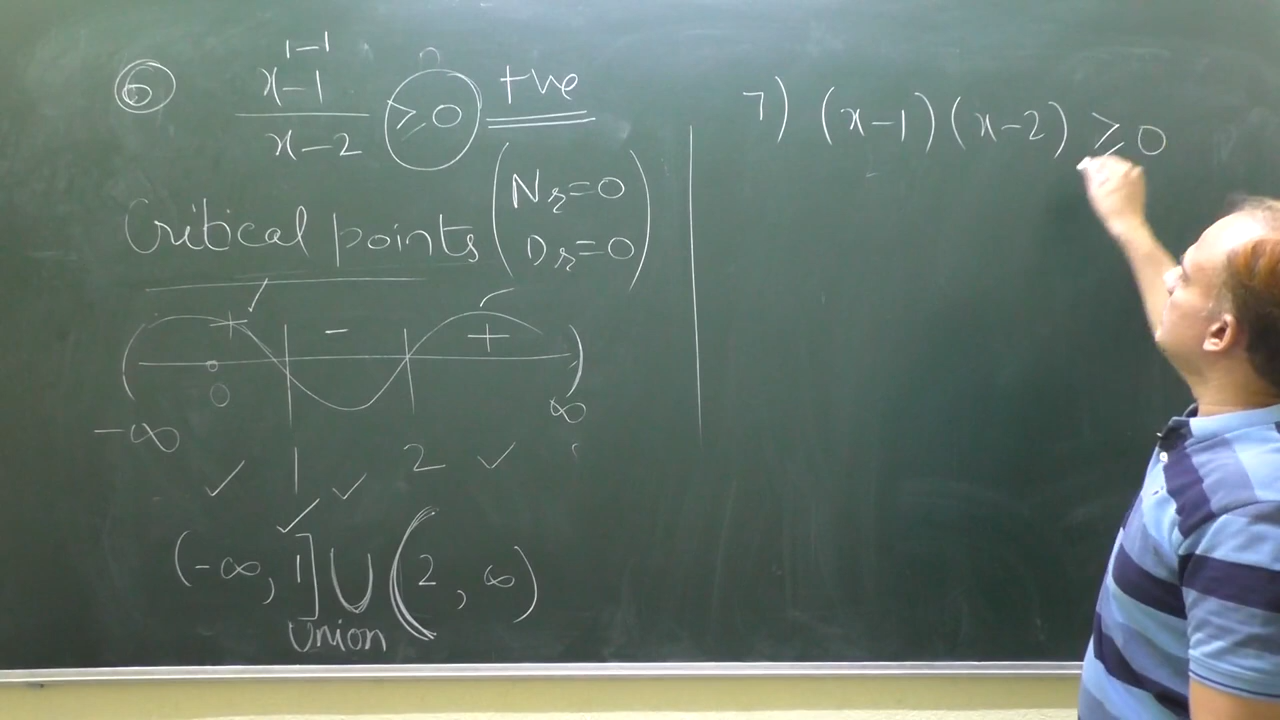 1-1
6 x-1 / x-2 ≥0 +ve
Critical points (Nr=0
Dr=0)
+ - +
0
-∞ 1 2 ∞
(-∞, 1] ∪ (2, ∞)
Union
7) (x-1)(x-2) ≥0